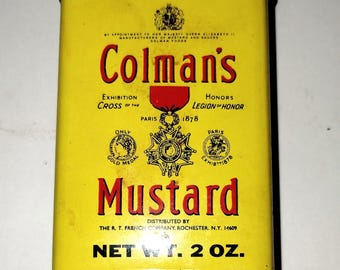 BY APPOINTMENT TO HER MAJESTY QUEEN ELIZABETH II
MANUFACTURERS OF MUSTARD AND SAUCES
COLMAN FOODS
Colman's
EXHIBITION HONORS
CROSS OF THE LEGION OF HONOR
PARIS 1878
ONLY GOLD MEDAL
PARIS EXHIBITN 1878
Mustard
DISTRIBUTED BY
THE R. T. FRENCH COMPANY, ROCHESTER, N.Y. 14609
NET WT. 2 OZ.